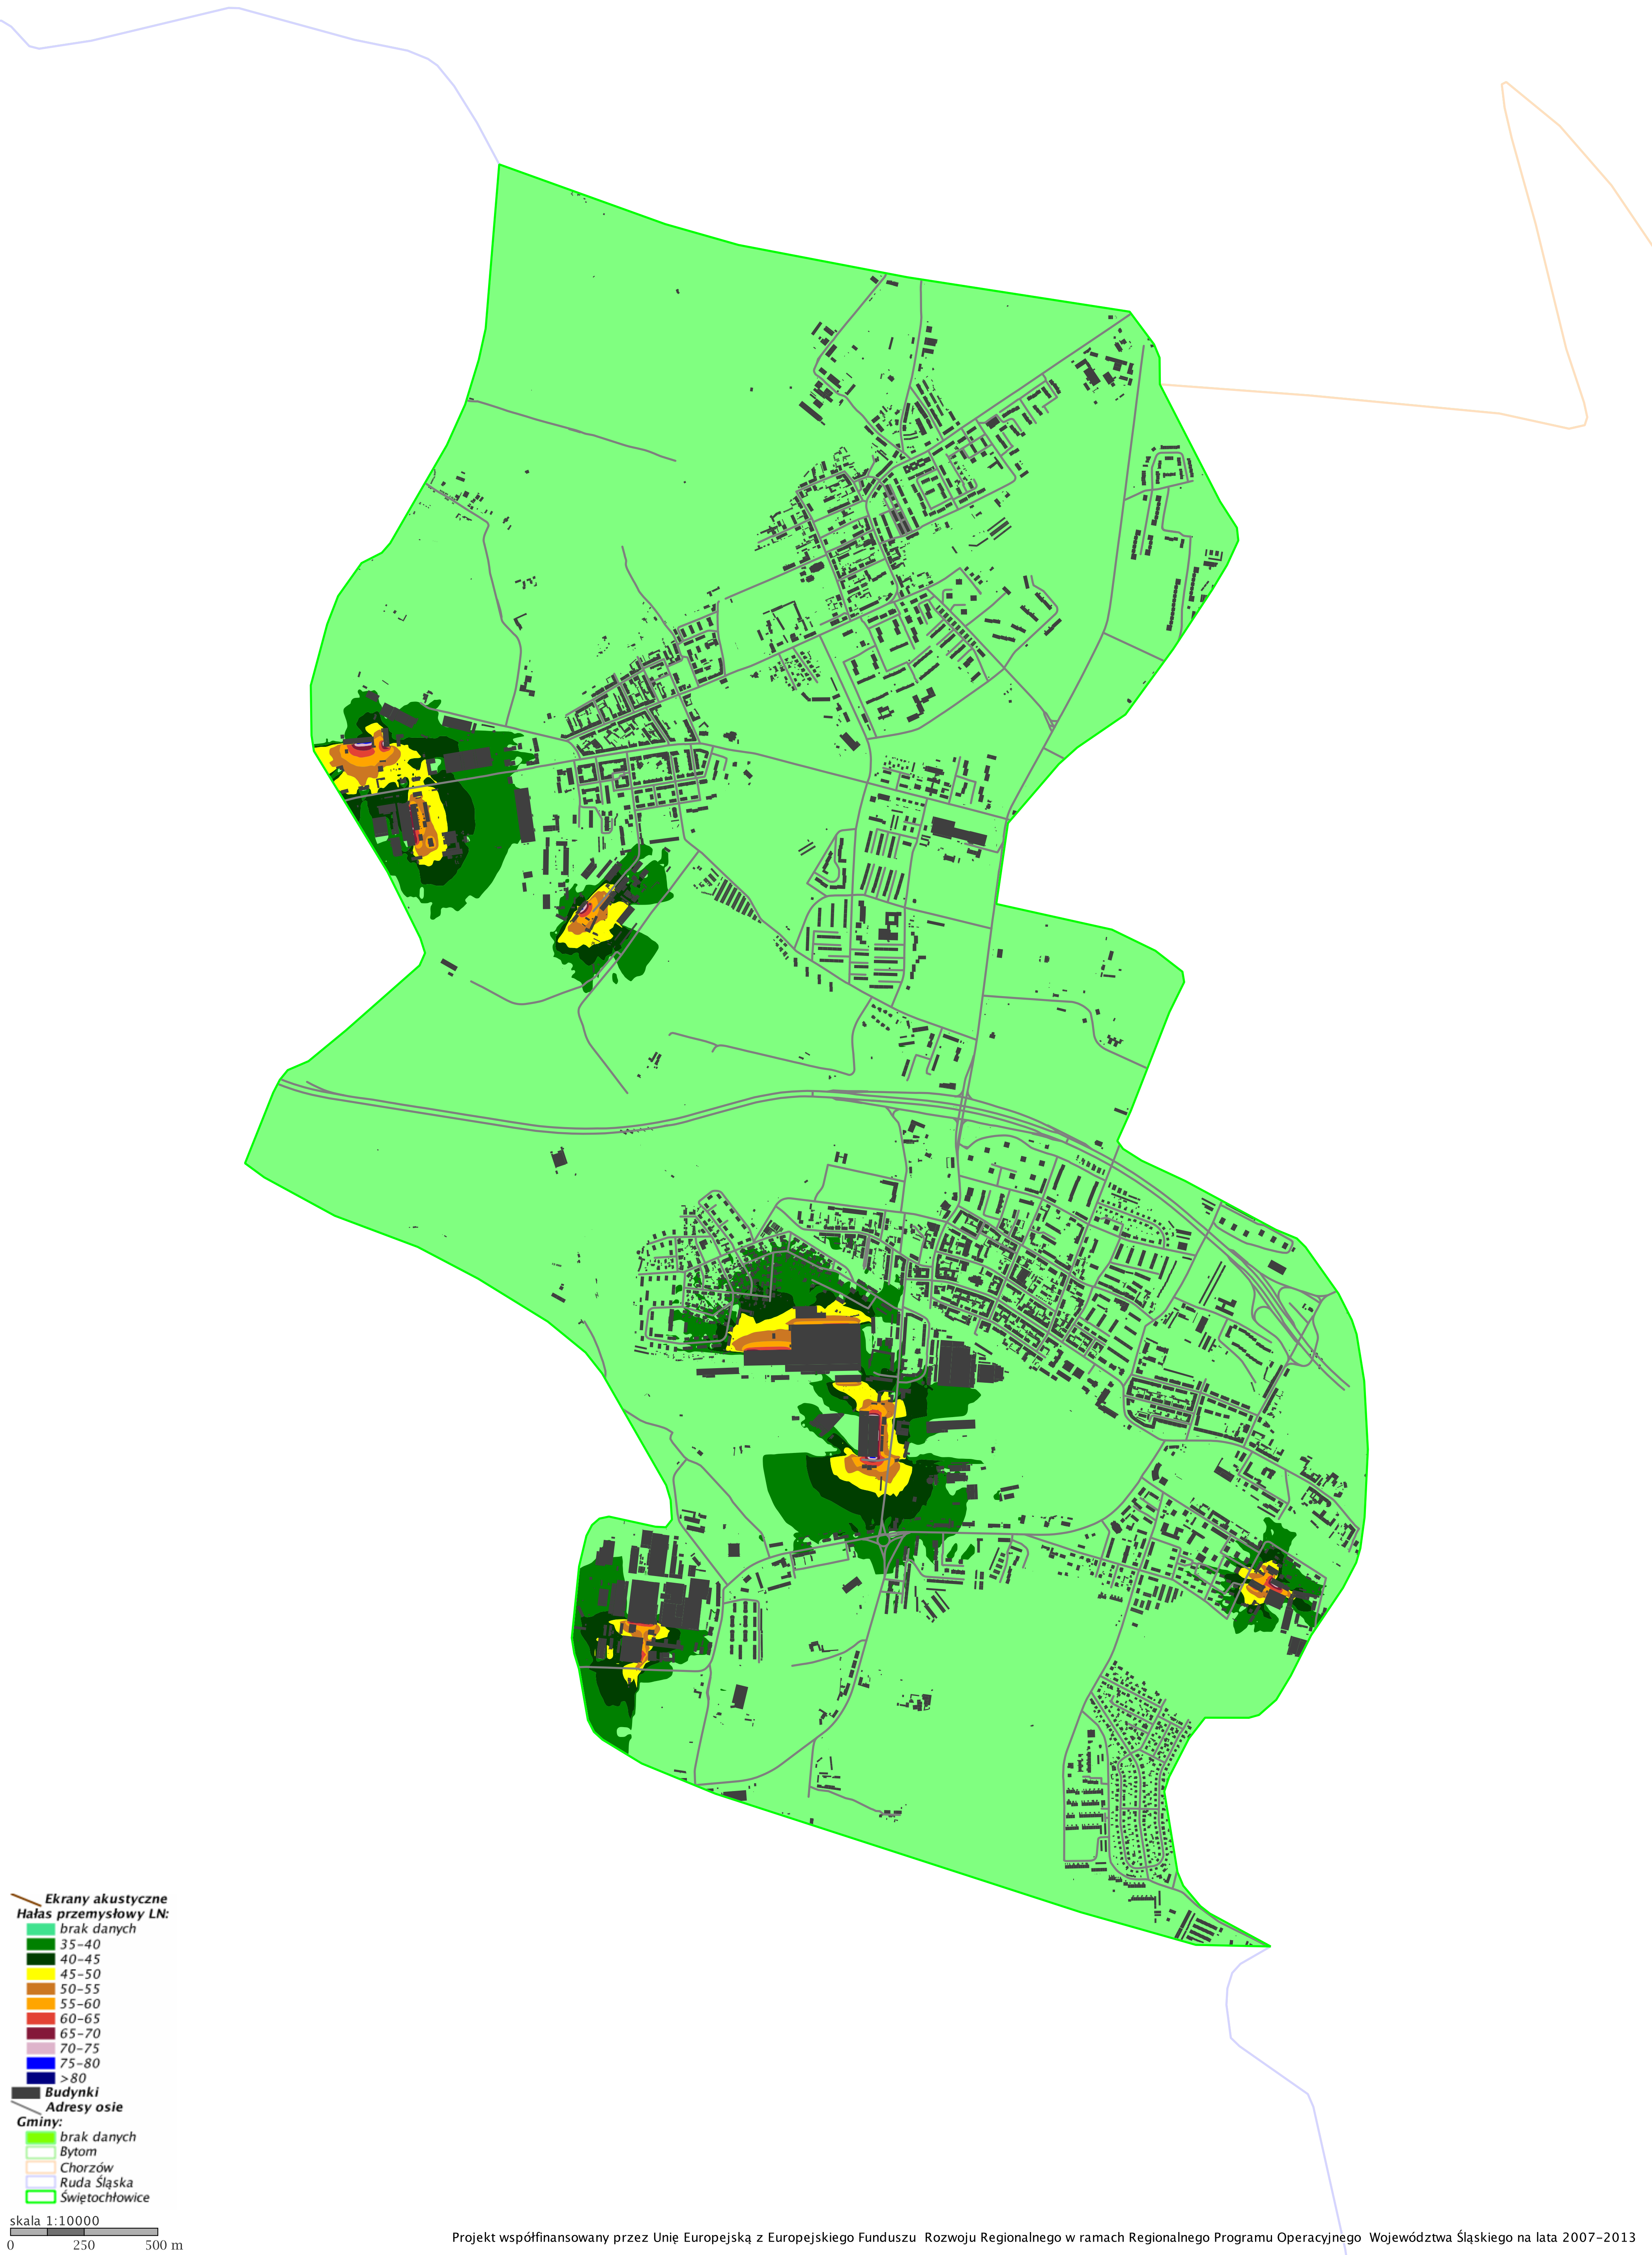 Ekrany akustyczne
Hałas przemysłowy LN:
brak danych
35-40
40-45
45-50
50-55
55-60
60-65
65-70
70-75
75-80
>80
Budynki
Adresy osie
Gminy:
brak danych
Bytom
Chorzów
Ruda Śląska
Świętochłowice
skala 1:10000
0 250 500 m
Projekt współfinansowany przez Unię Europejską z Europejskiego Funduszu Rozwoju Regionalnego w ramach Regionalnego Programu Operacyjnego Województwa Śląskiego na lata 2007-2013